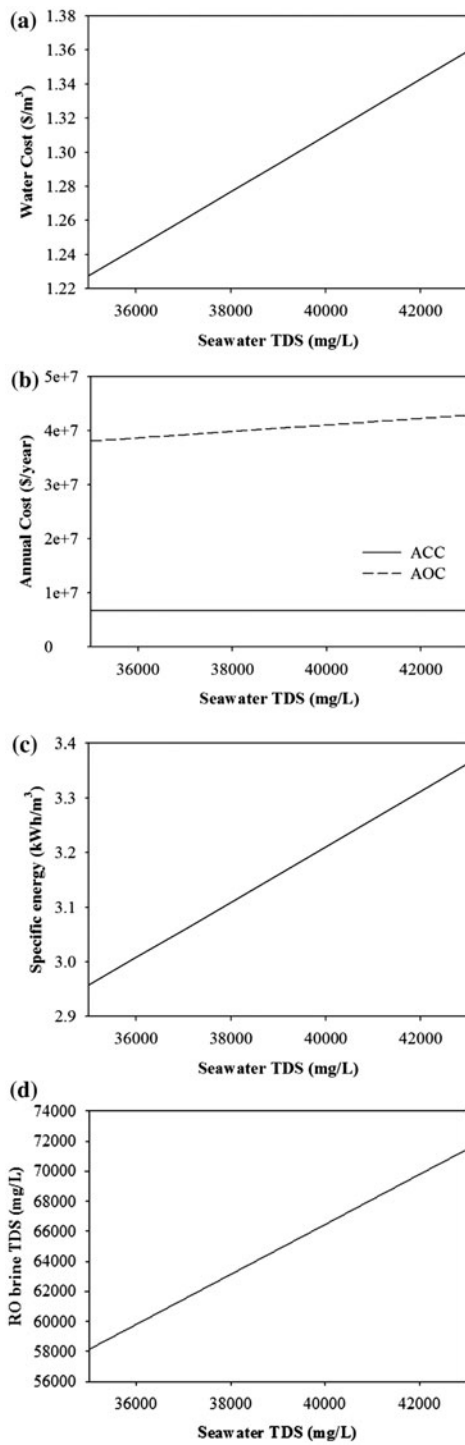 (a)
Water Cost ($/m³)
1.38
1.36
1.34
1.32
1.30
1.28
1.26
1.24
1.22
36000 38000 40000 42000
Seawater TDS (mg/L)
(b)
Annual Cost ($/year)
5e+7
4e+7
3e+7
2e+7
1e+7
0
ACC
AOC
36000 38000 40000 42000
Seawater TDS (mg/L)
(c)
Specific energy (kWh/m³)
3.4
3.3
3.2
3.1
3.0
2.9
36000 38000 40000 42000
Seawater TDS (mg/L)
(d)
RO brine TDS (mg/L)
74000
72000
70000
68000
66000
64000
62000
60000
58000
56000
36000 38000 40000 42000
Seawater TDS (mg/L)